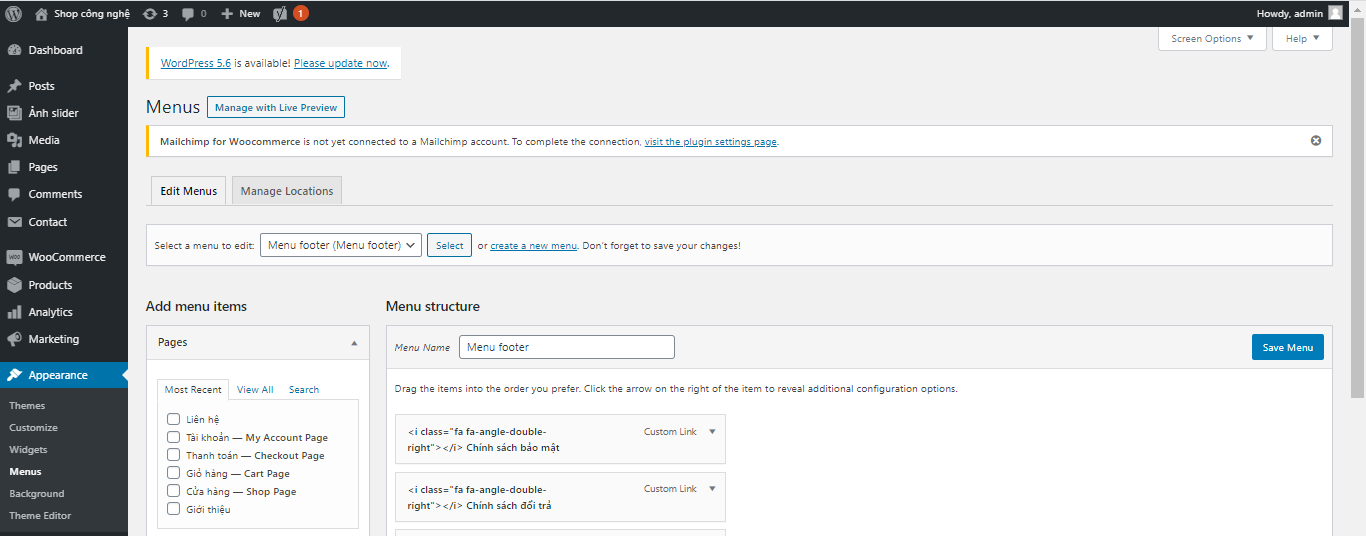 Shop công nghệ 3 0 New 1 Howdy, admin
Screen Options Help
Dashboard
Posts
Ảnh slider
Media
Pages
Comments
Contact
WooCommerce
Products
Analytics
Marketing
Appearance
Themes
Customize
Widgets
Menus
Background
Theme Editor
WordPress 5.6 is available! Please update now.
Menus Manage with Live Preview
Mailchimp for Woocommerce is not yet connected to a Mailchimp account. To complete the connection, visit the plugin settings page.
Edit Menus Manage Locations
Select a menu to edit: Menu footer (Menu footer) Select or create a new menu. Don't forget to save your changes!
Add menu items
Pages
Most Recent View All Search
Liên hệ
Tài khoản — My Account Page
Thanh toán — Checkout Page
Giỏ hàng — Cart Page
Cửa hàng — Shop Page
Giới thiệu
Menu structure
Menu Name Menu footer Save Menu
Drag the items into the order you prefer. Click the arrow on the right of the item to reveal additional configuration options.
<i class="fa fa-angle-double- Custom Link
right"></i> Chính sách bảo mật
<i class="fa fa-angle-double- Custom Link
right"></i> Chính sách đổi trả